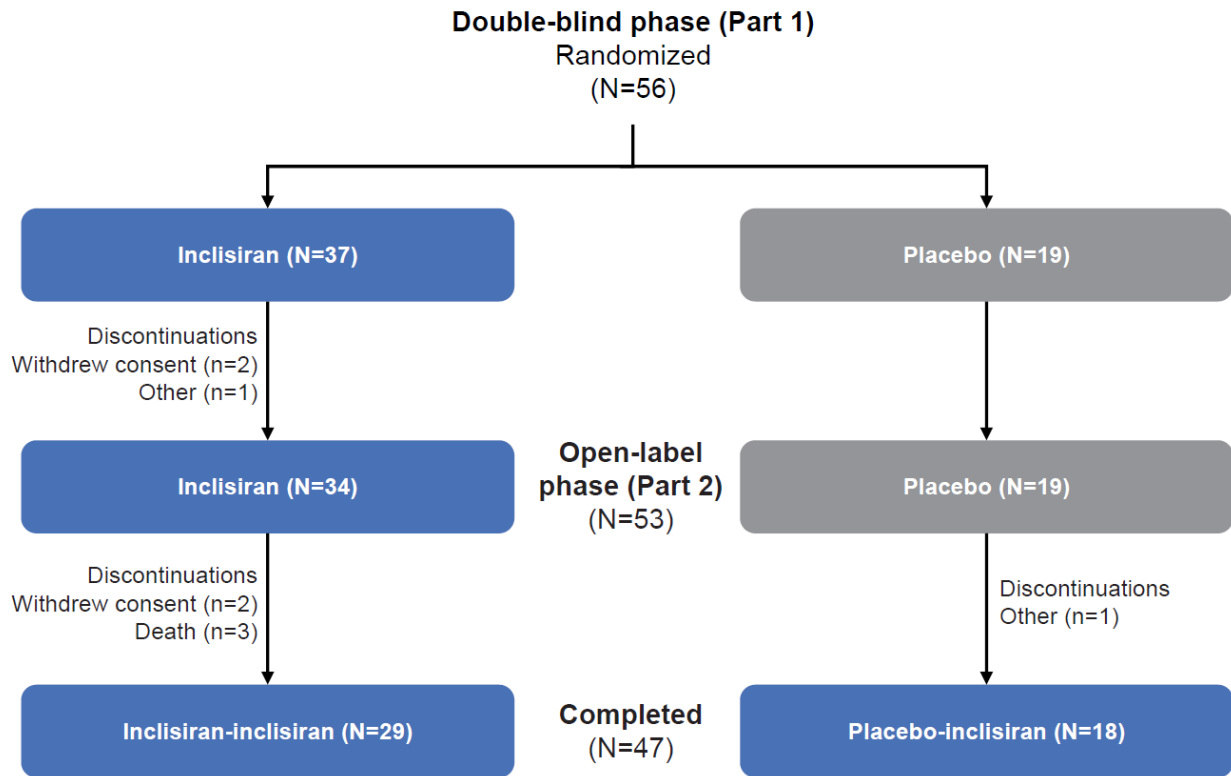 Double-blind phase (Part 1)
Randomized
(N=56)
Inclisiran (N=37)
Placebo (N=19)
Discontinuations
Withdrew consent (n=2)
Other (n=1)
Inclisiran (N=34)
Open-label
phase (Part 2)
(N=53)
Placebo (N=19)
Discontinuations
Withdrew consent (n=2)
Death (n=3)
Discontinuations
Other (n=1)
Inclisiran-inclisiran (N=29)
Completed
(N=47)
Placebo-inclisiran (N=18)